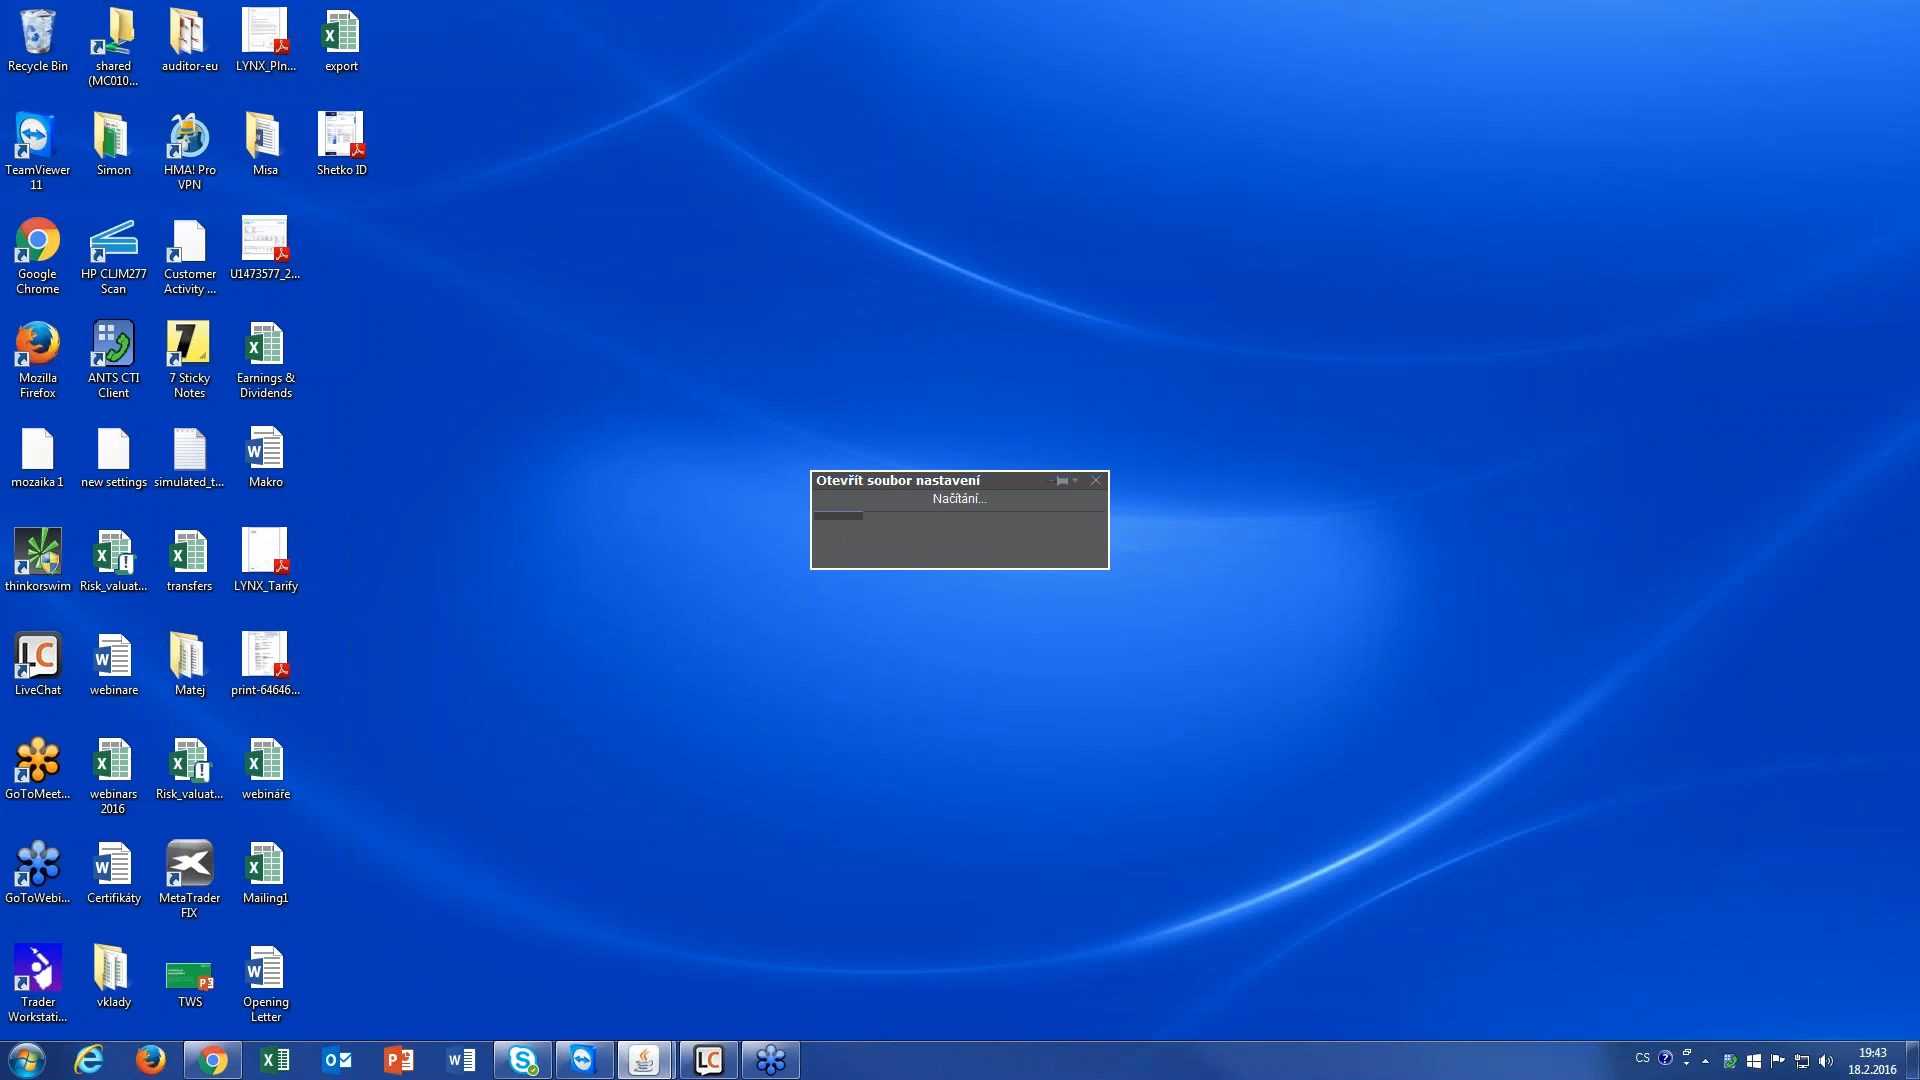 Recycle Bin
shared
(MC010...
auditor-eu
LYNX_Pln...
export
TeamViewer
11
Simon
HMA! Pro
VPN
Misa
Shetko ID
Google
Chrome
HP CLJM277
Scan
Customer
Activity ...
U1473577_2...
Mozilla
Firefox
ANTS CTI
Client
7 Sticky
Notes
Earnings &
Dividends
mozaika 1
new settings
simulated_t...
Makro
Otevřít soubor nastavení
Načítání...
thinkorswim
Risk_valuat...
transfers
LYNX_Tarify
LC
LiveChat
webinare
Matej
print-64646...
GoToMeet...
webinars
2016
Risk_valuat...
webináře
GoToWebi...
Certifikáty
MetaTrader
FIX
Mailing1
Trader
Workstati...
vklady
TWS
Opening
Letter
LC
CS
19:43
18.2.2016